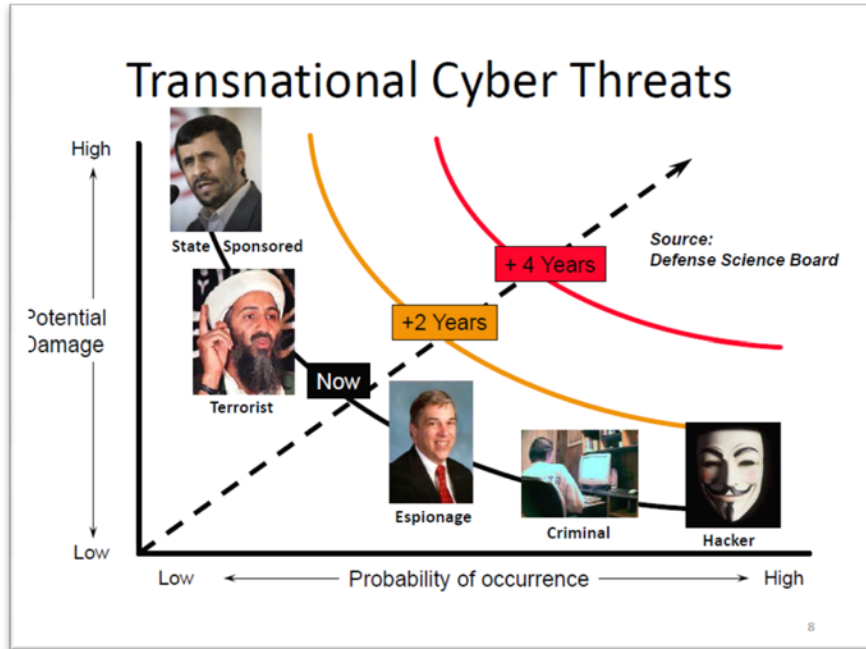 Transnational Cyber Threats
High
State Sponsored
Source:
Defense Science Board
+ 4 Years
+2 Years
Potential
Damage
Now
Terrorist
Espionage
Criminal
Hacker
Low
Low
Probability of occurrence
High
8